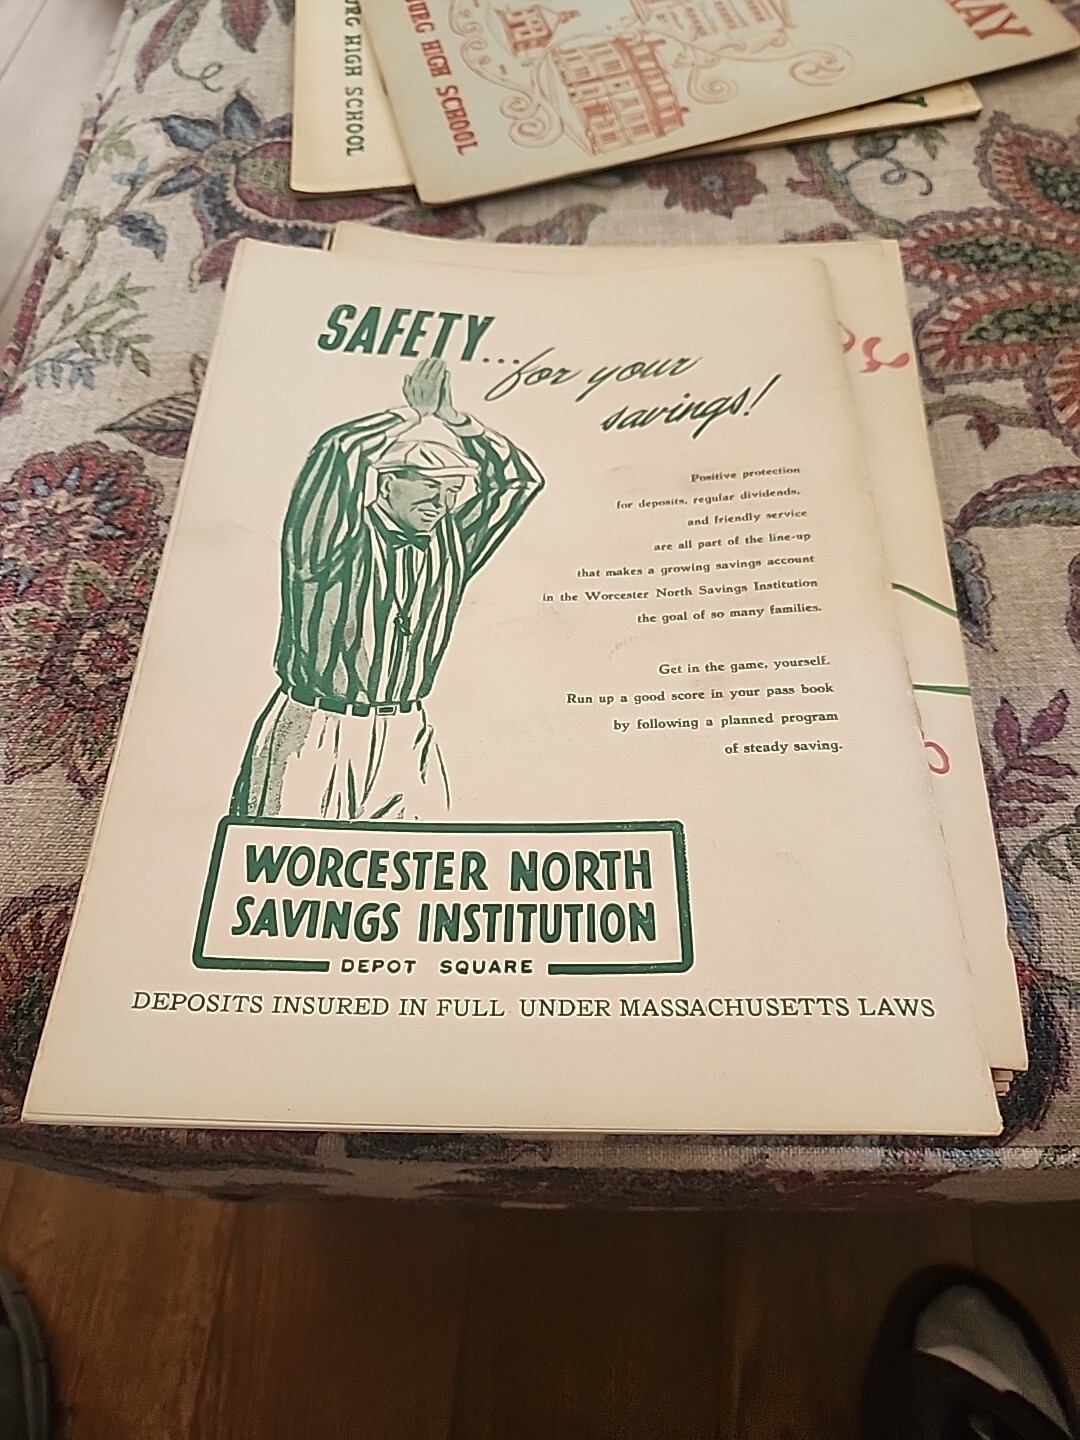 HIGH SCHOOL
HIGH SCHOOL
SAFETY...for your
savings!
Positive protection
for deposits, regular dividends,
and friendly service
are all part of the line-up
that makes a growing savings account
in the Worcester North Savings Institution
the goal of so many families.
Get in the game, yourself.
Run up a good score in your pass book
by following a planned program
of steady saving.
WORCESTER NORTH
SAVINGS INSTITUTION
DEPOT SQUARE
DEPOSITS INSURED IN FULL UNDER MASSACHUSETTS LAWS